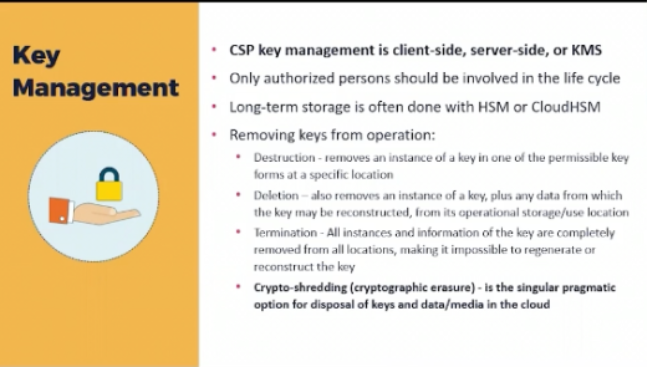 Key
Management
• CSP key management is client-side, server-side, or KMS
• Only authorized persons should be involved in the life cycle
• Long-term storage is often done with HSM or CloudHSM
• Removing keys from operation:
• Destruction - removes an instance of a key in one of the permissible key
forms at a specific location
• Deletion – also removes an instance of a key, plus any data from which
the key may be reconstructed, from its operational storage/use location
• Termination - All instances and information of the key are completely
removed from all locations, making it impossible to regenerate or
reconstruct the key
• Crypto-shredding (cryptographic erasure) - is the singular pragmatic
option for disposal of keys and data/media in the cloud